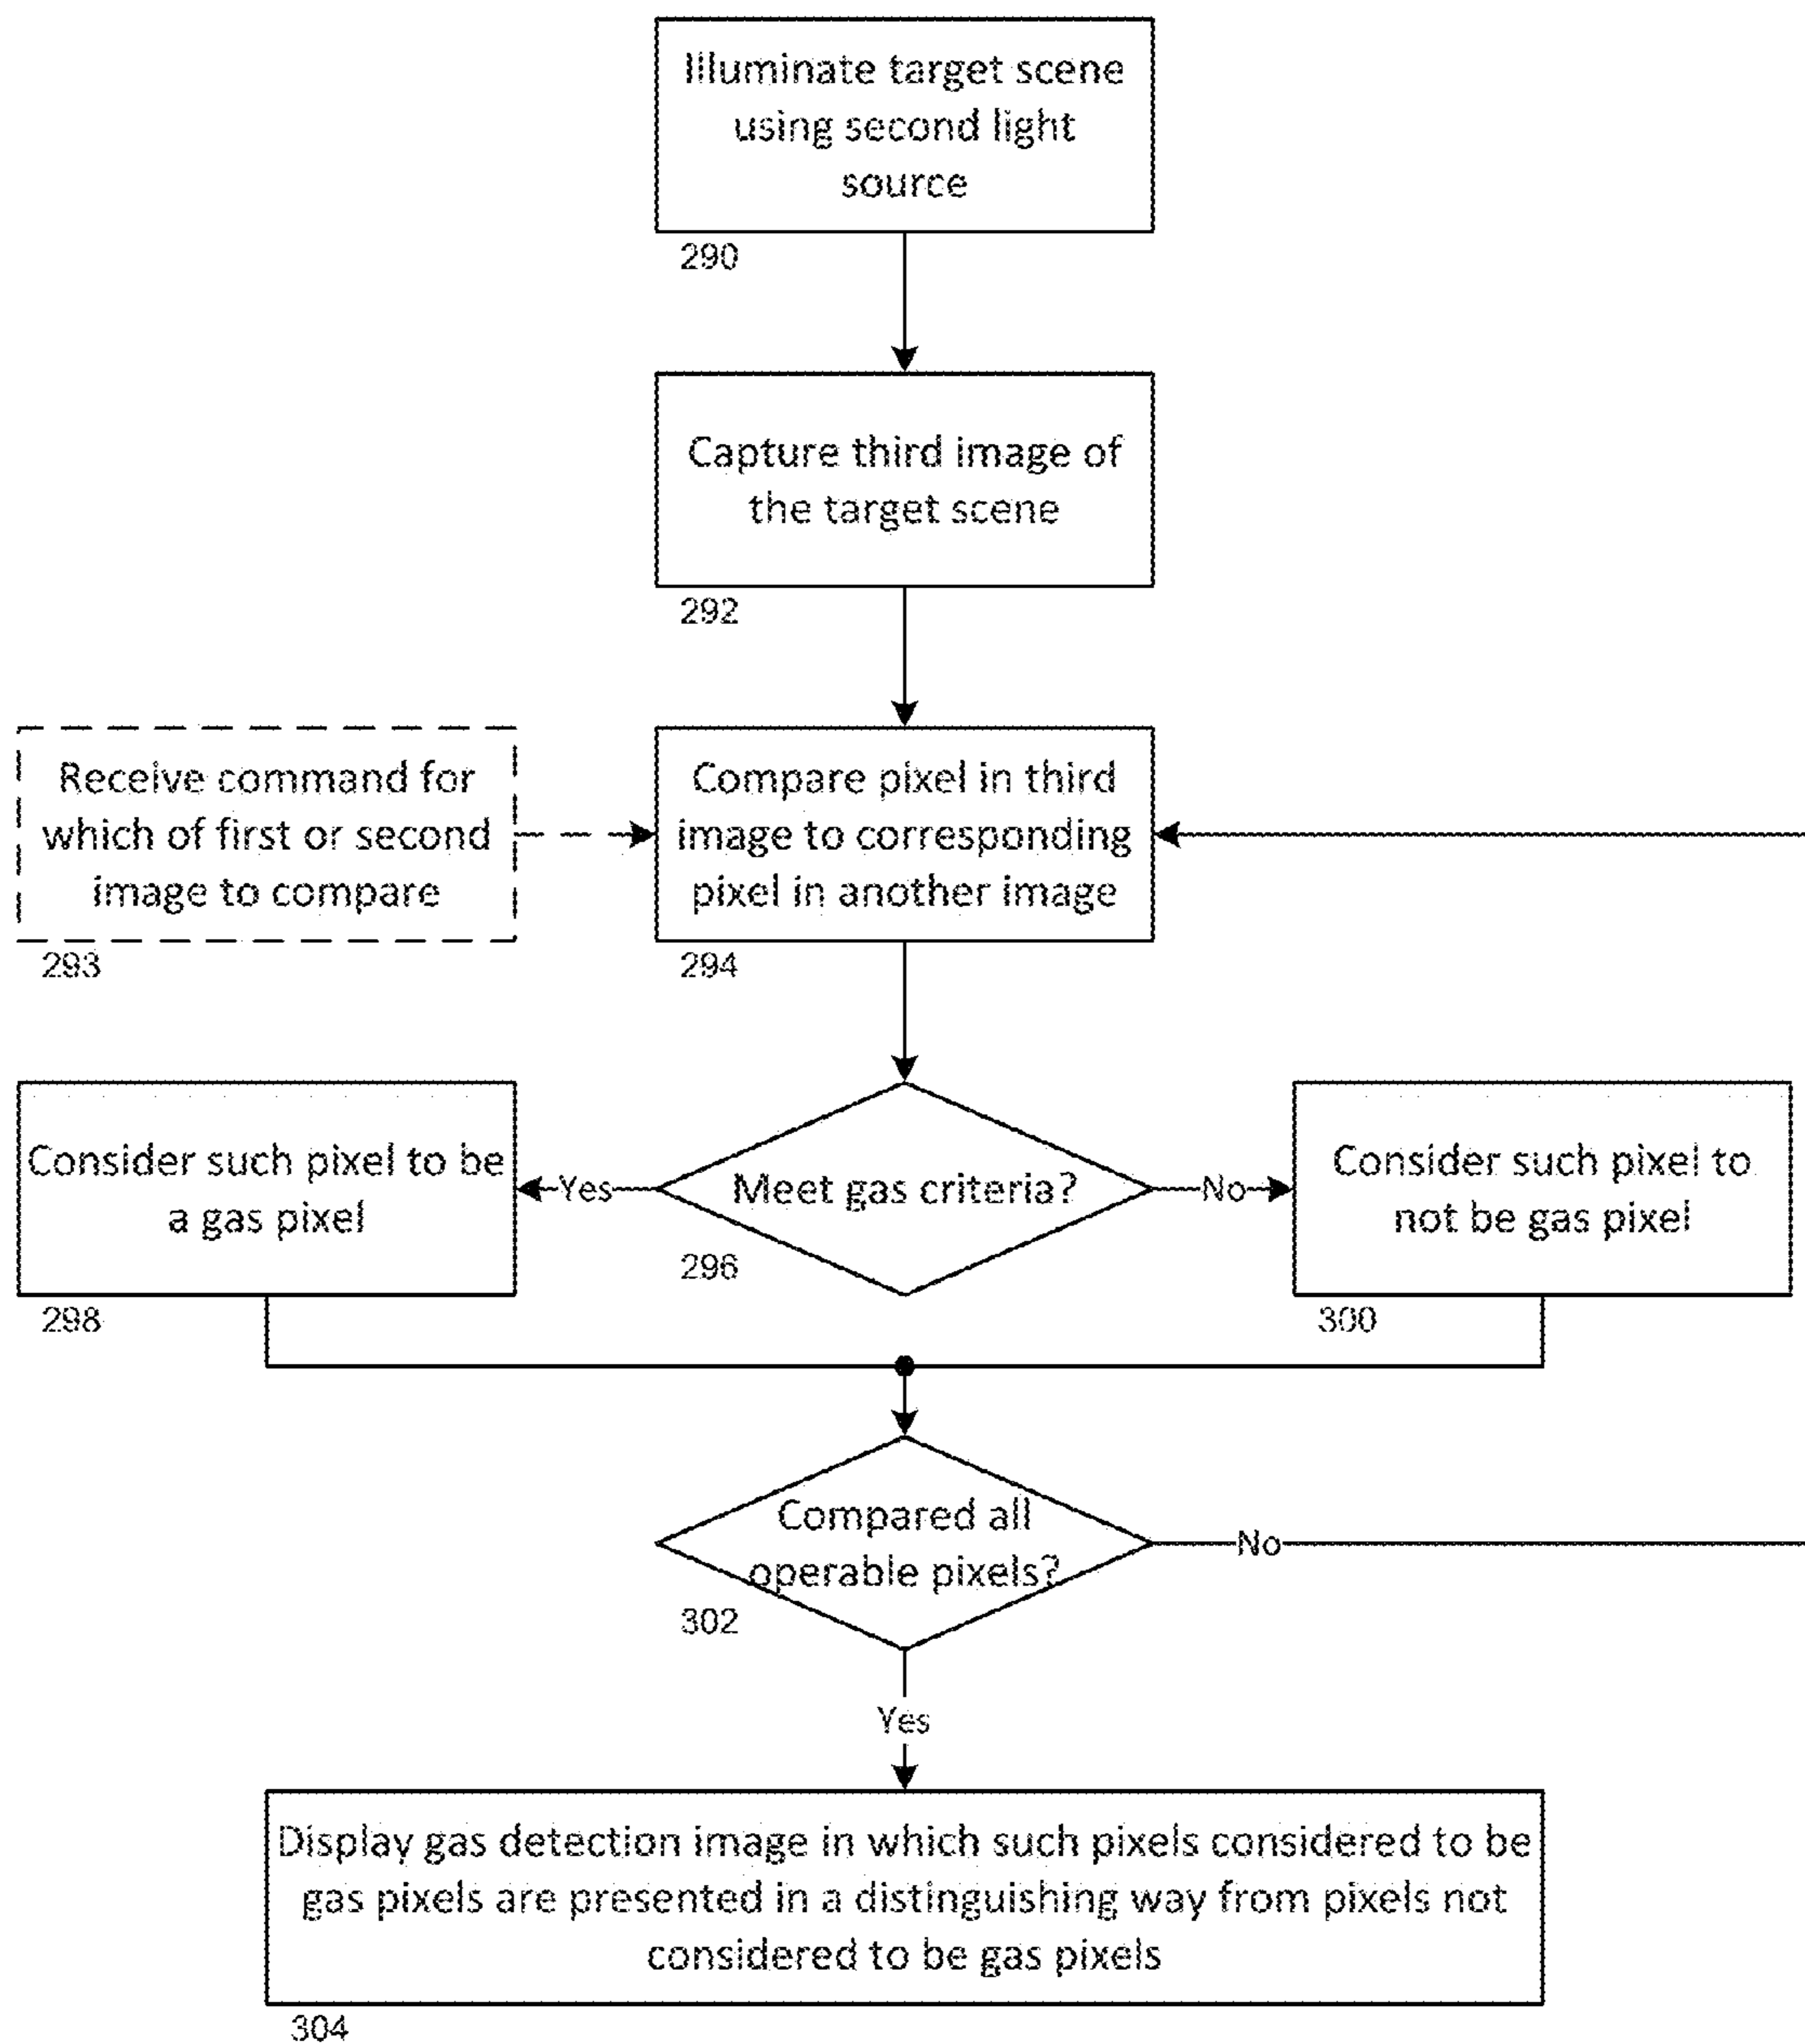 Illuminate target scene
using second light
source
290
Capture third image of
the target scene
292
Receive command for
which of first or second
image to compare
293
Compare pixel in third
image to corresponding
pixel in another image
294
Consider such pixel to be
a gas pixel
298
Yes
Meet gas criteria?
296
No
Consider such pixel to
not be gas pixel
300
Compared all
operable pixels?
302
No
Yes
Display gas detection image in which such pixels considered to be
gas pixels are presented in a distinguishing way from pixels not
considered to be gas pixels
304